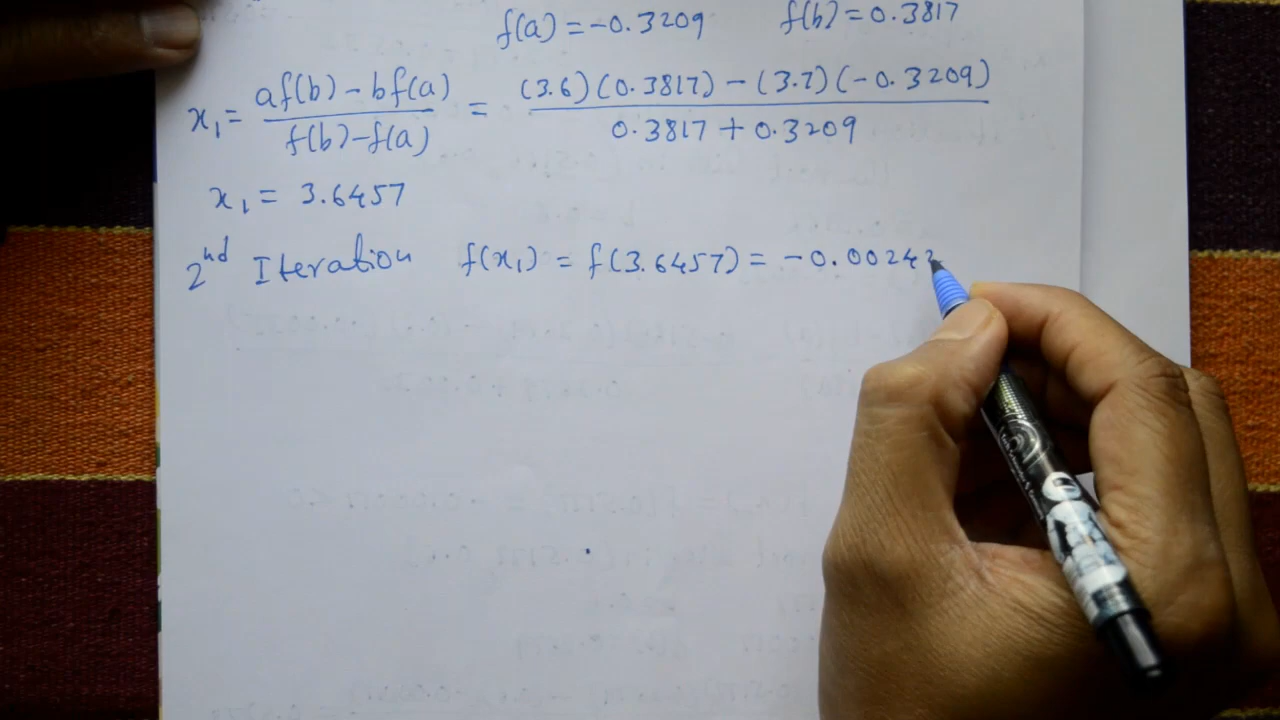 f(a) = -0.3209 f(b) = 0.3817
x₁ = af(b) - bf(a) / f(b)-f(a) = (3.6)(0.3817) - (3.7)(-0.3209) / 0.3817 + 0.3209
x₁ = 3.6457
2nd Iteration f(x₁) = f(3.6457) = -0.00242